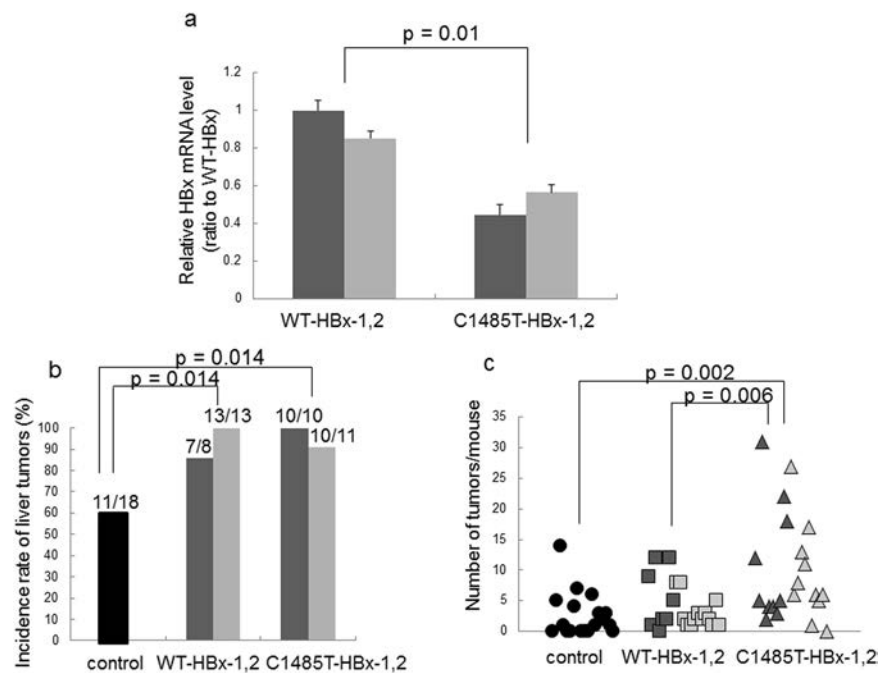 a
p = 0.01
Relative HBx mRNA level
(ratio to WT-HBx)
1.2
1
0.8
0.6
0.4
0.2
0
WT-HBx-1,2
C1485T-HBx-1,2
b
p = 0.014
p = 0.014
Incidence rate of liver tumors (%)
100
90
80
70
60
50
40
30
20
10
0
11/18
7/8
13/13
10/10
10/11
control
WT-HBx-1,2
C1485T-HBx-1,2
c
p = 0.002
p = 0.006
Number of tumors/mouse
35
30
25
20
15
10
5
0
control
WT-HBx-1,2
C1485T-HBx-1,2